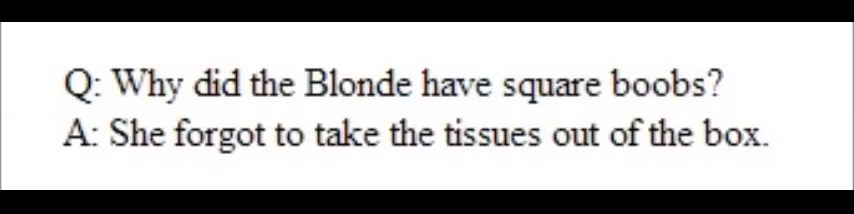 Q: Why did the Blonde have square boobs?
A: She forgot to take the tissues out of the box.